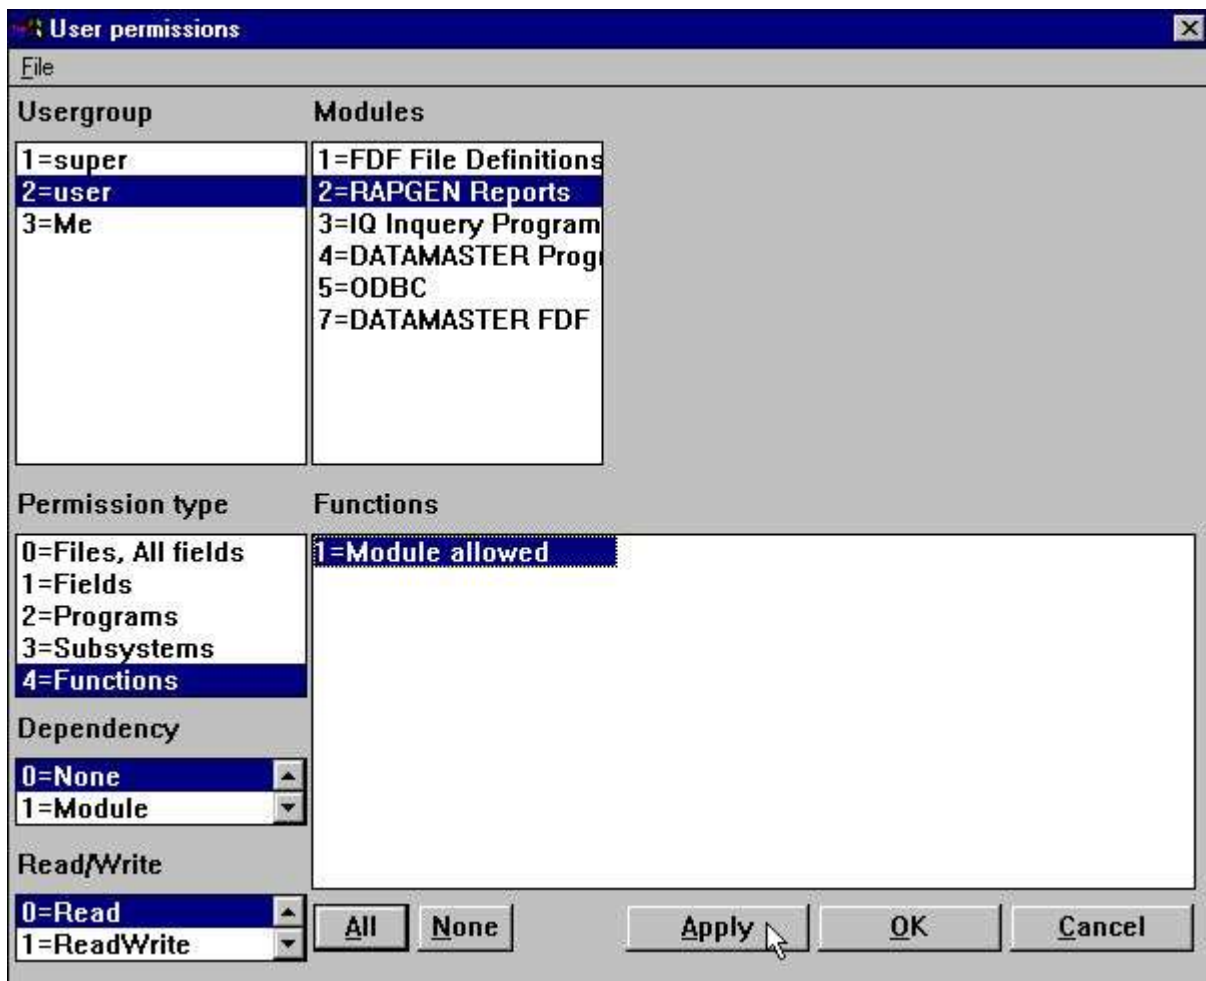 User permissions
File
Usergroup
Modules
1=super
2=user
3=Me
1=FDF File Definitions
2=RAPGEN Reports
3=IQ Inquery Program
4=DATAMASTER Prog
5=ODBC
7=DATAMASTER FDF
Permission type
Functions
0=Files, All fields
1=Fields
2=Programs
3=Subsystems
4=Functions
1=Module allowed
Dependency
0=None
1=Module
Read/Write
0=Read
1=ReadWrite
All
None
Apply
OK
Cancel